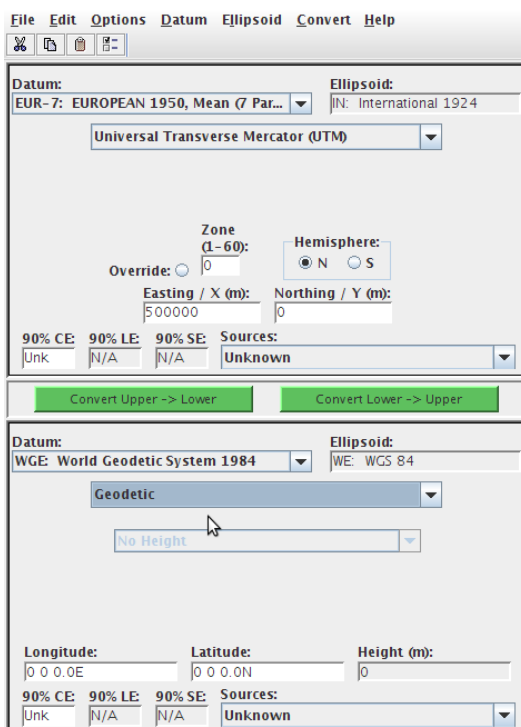 File Edit Options Datum Ellipsoid Convert Help
Datum: Ellipsoid:
EUR-7: EUROPEAN 1950, Mean (7 Par... IN: International 1924
Universal Transverse Mercator (UTM)
Zone
(1-60): Hemisphere:
Override: 0 N S
Easting / X (m): Northing / Y (m):
500000 0
90% CE: 90% LE: 90% SE: Sources:
Unk N/A N/A Unknown
Convert Upper -> Lower Convert Lower -> Upper
Datum: Ellipsoid:
WGE: World Geodetic System 1984 WE: WGS 84
Geodetic
No Height
Longitude: Latitude: Height (m):
0 0 0.0E 0 0 0.0N 0
90% CE: 90% LE: 90% SE: Sources:
Unk N/A N/A Unknown